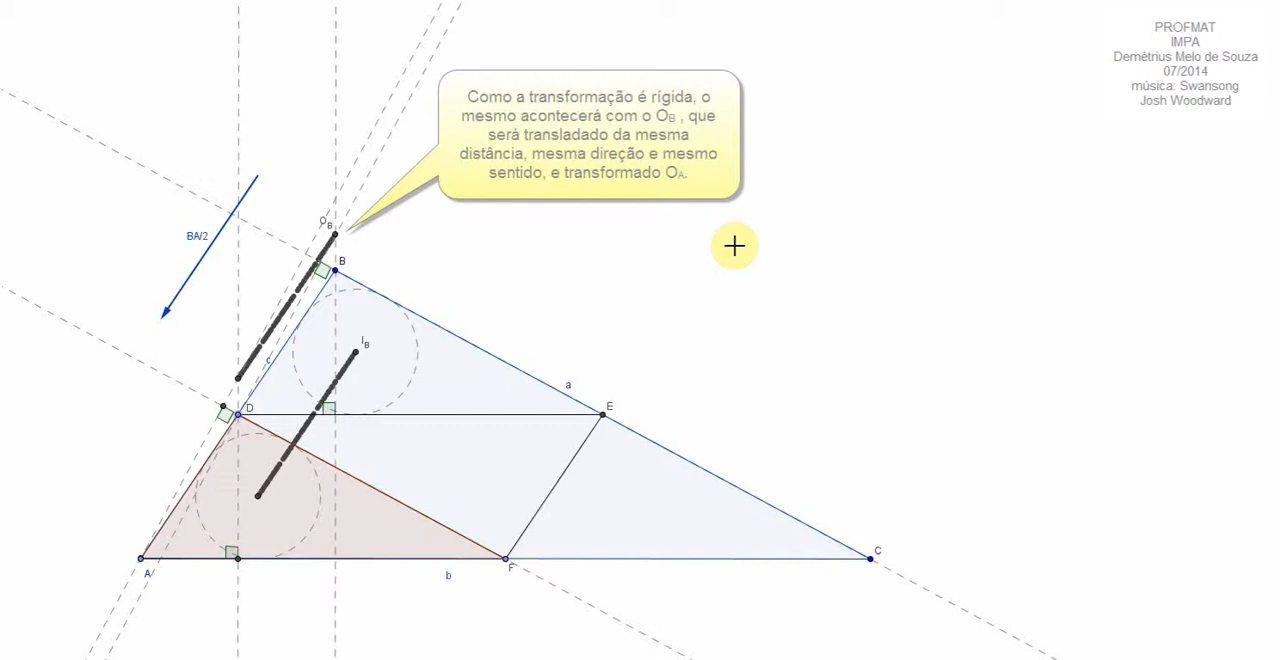 PROFMAT
IMPA
Demétrius Melo de Souza
07/2014
música: Swansong
Josh Woodward
Como a transformação é rígida, o
mesmo acontecerá com o OB , que
será transladado da mesma
distância, mesma direção e mesmo
sentido, e transformado OA.
BA/2
OB
B
IB
c
a
D
E
A
b
F
C